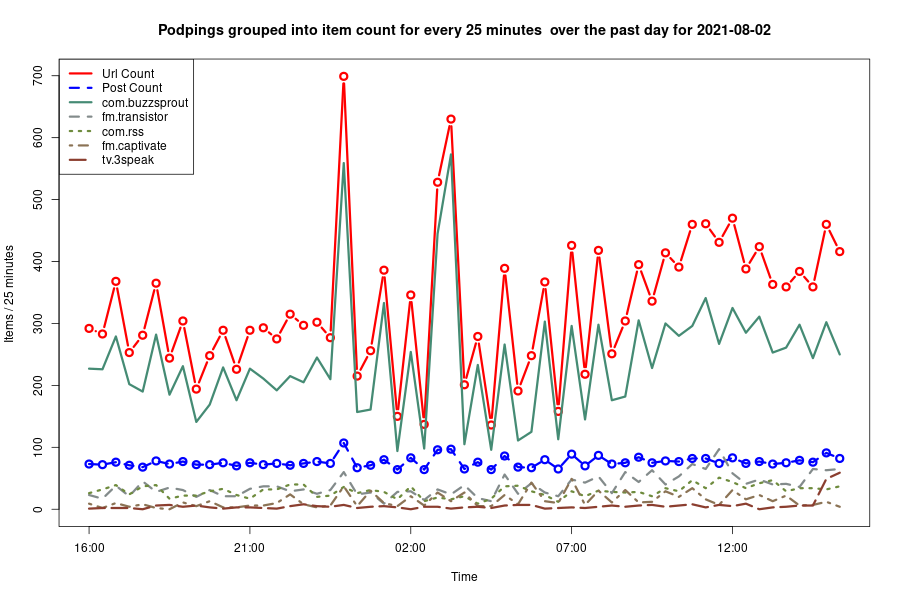 Podpings grouped into item count for every 25 minutes  over the past day for 2021-08-02
Url Count
Post Count
com.buzzsprout
fm.transistor
com.rss
fm.captivate
tv.3speak
700
600
500
400
300
200
100
0
Items / 25 minutes
16:00
21:00
02:00
07:00
12:00
Time